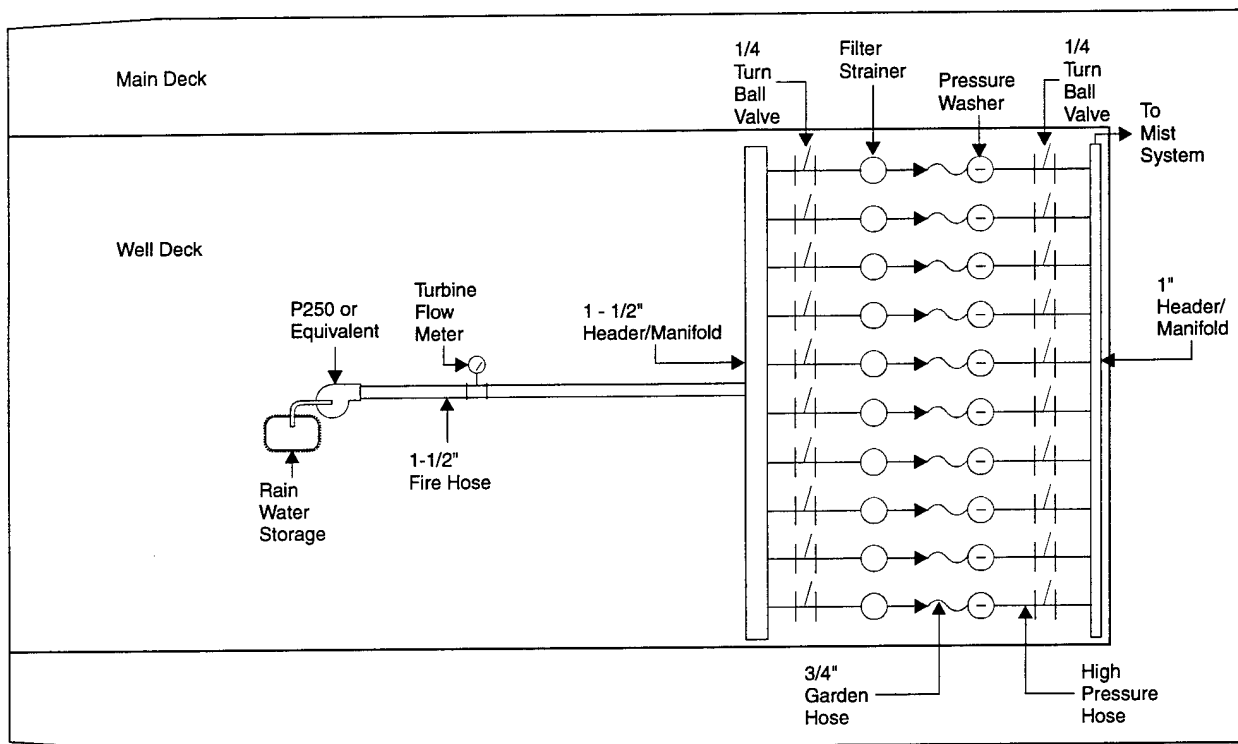 Main Deck
1/4
Turn
Ball
Valve
Filter
Strainer
Pressure
Washer
1/4
Turn
Ball
Valve
To
Mist
System
Well Deck
P250 or
Equivalent
Turbine
Flow
Meter
1 - 1/2"
Header/Manifold
1"
Header/
Manifold
1-1/2"
Fire Hose
Rain
Water
Storage
3/4"
Garden
Hose
High
Pressure
Hose